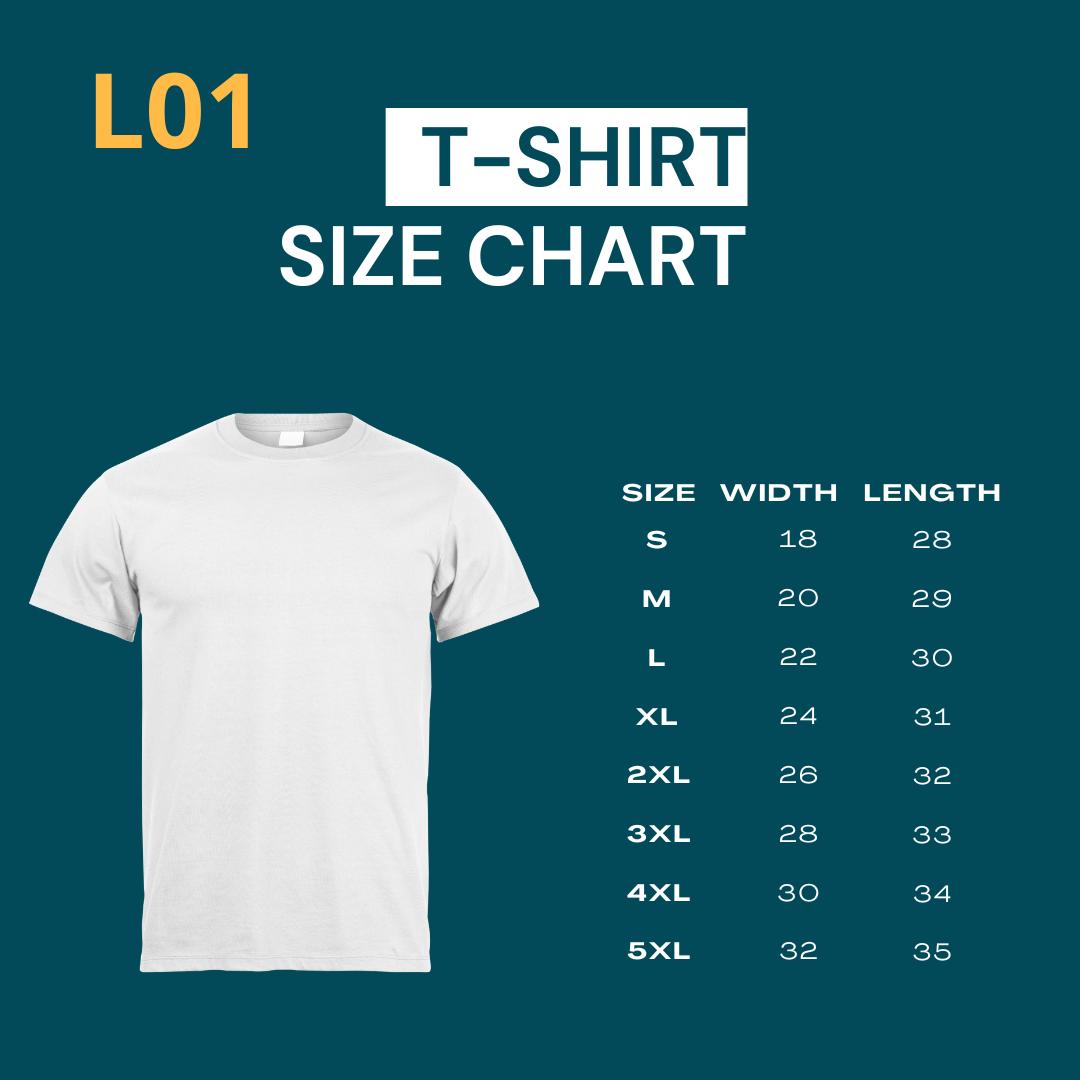 L01
T-SHIRT
SIZE CHART
SIZE WIDTH LENGTH
S 18 28
M 20 29
L 22 30
XL 24 31
2XL 26 32
3XL 28 33
4XL 30 34
5XL 32 35